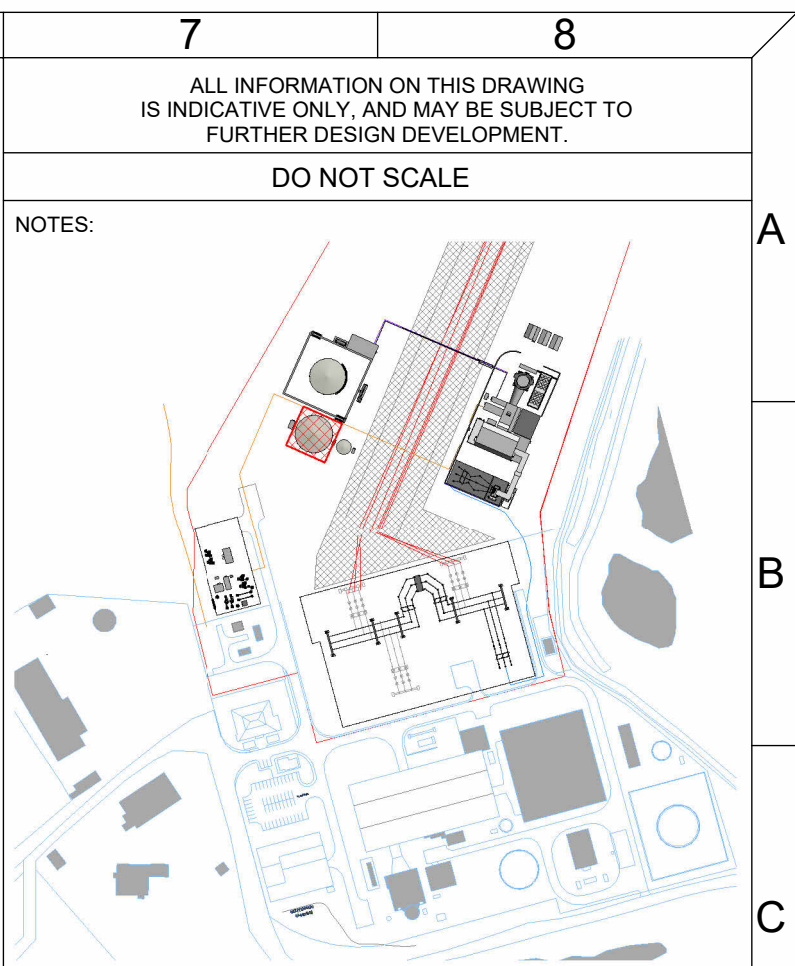 7
8
ALL INFORMATION ON THIS DRAWING
IS INDICATIVE ONLY, AND MAY BE SUBJECT TO
FURTHER DESIGN DEVELOPMENT.
DO NOT SCALE
NOTES:
A
B
C